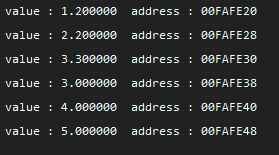 value : 1.200000  address : 00FAFE20
value : 2.200000  address : 00FAFE28
value : 3.300000  address : 00FAFE30
value : 3.000000  address : 00FAFE38
value : 4.000000  address : 00FAFE40
value : 5.000000  address : 00FAFE48